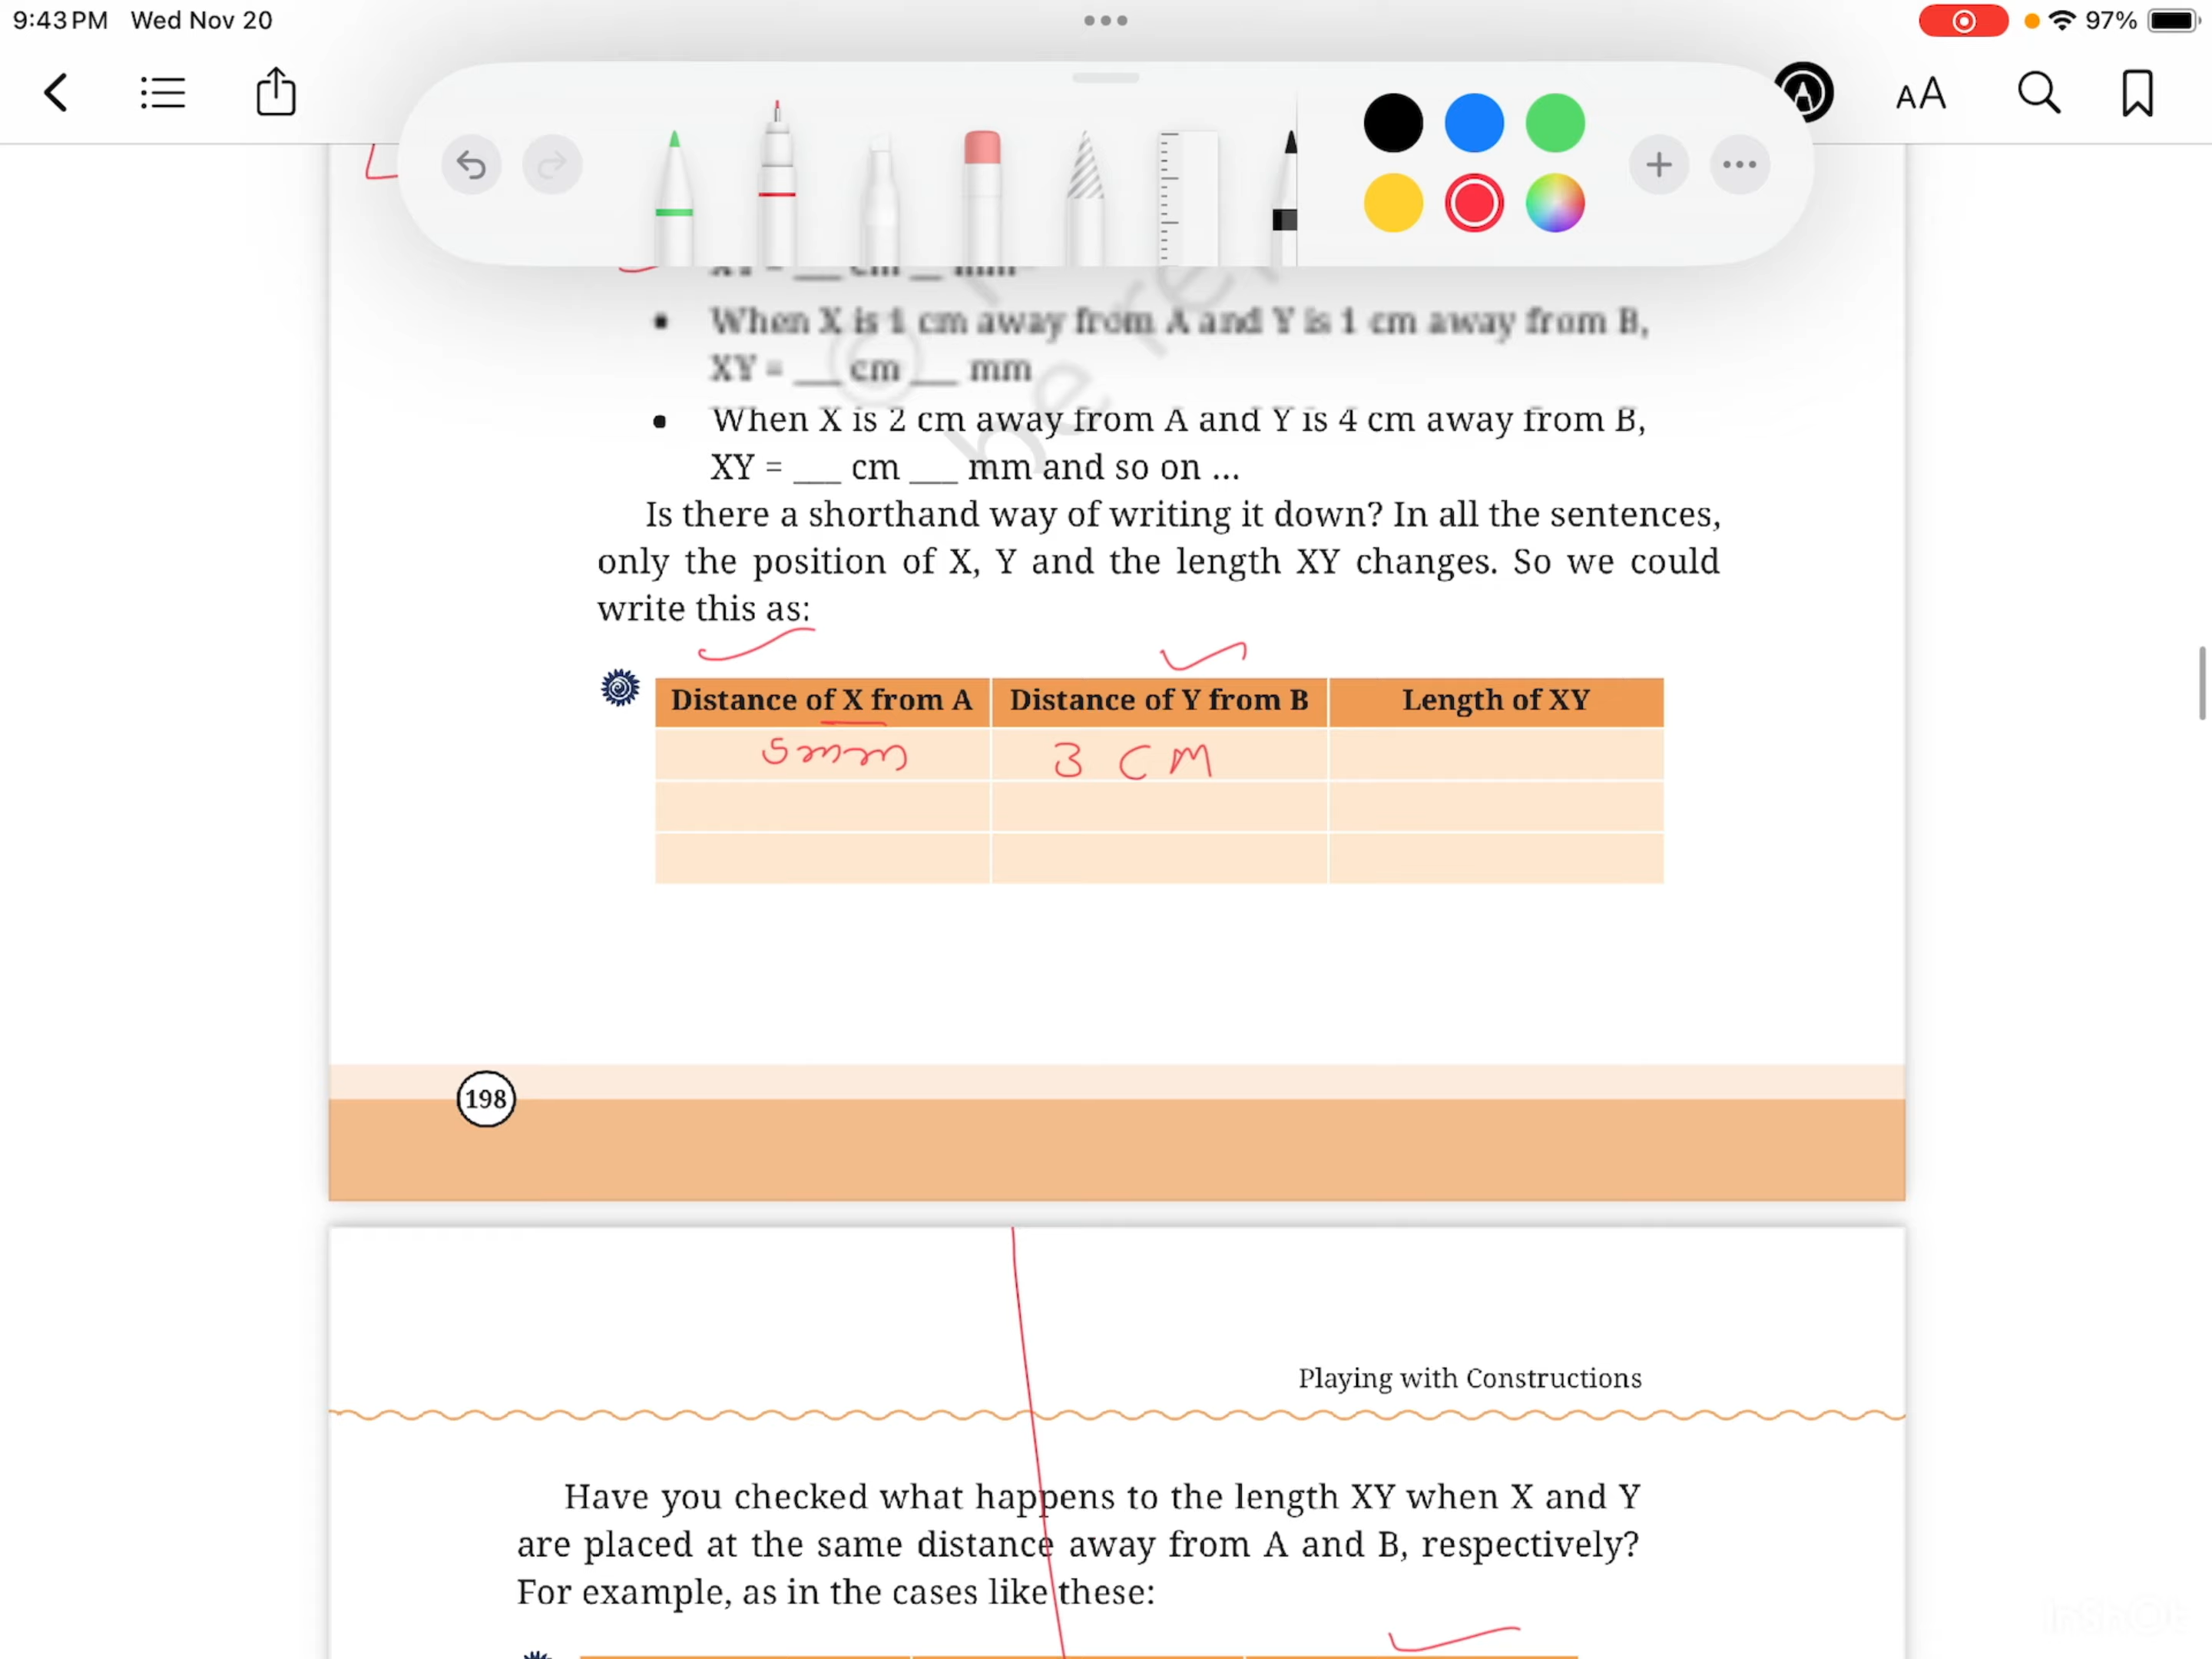 9:43 PM Wed Nov 20
97%
AA
XY = ___ cm __ mm
When X is 1 cm away from A and Y is 1 cm away from B,
XY = ___ cm ___ mm
• When X is 2 cm away from A and Y is 4 cm away from B,
XY = ___ cm ___ mm and so on ...
Is there a shorthand way of writing it down? In all the sentences,
only the position of X, Y and the length XY changes. So we could
write this as:
Distance of X from A Distance of Y from B Length of XY
5mm 3 CM
198
Playing with Constructions
Have you checked what happens to the length XY when X and Y
are placed at the same distance away from A and B, respectively?
For example, as in the cases like these: